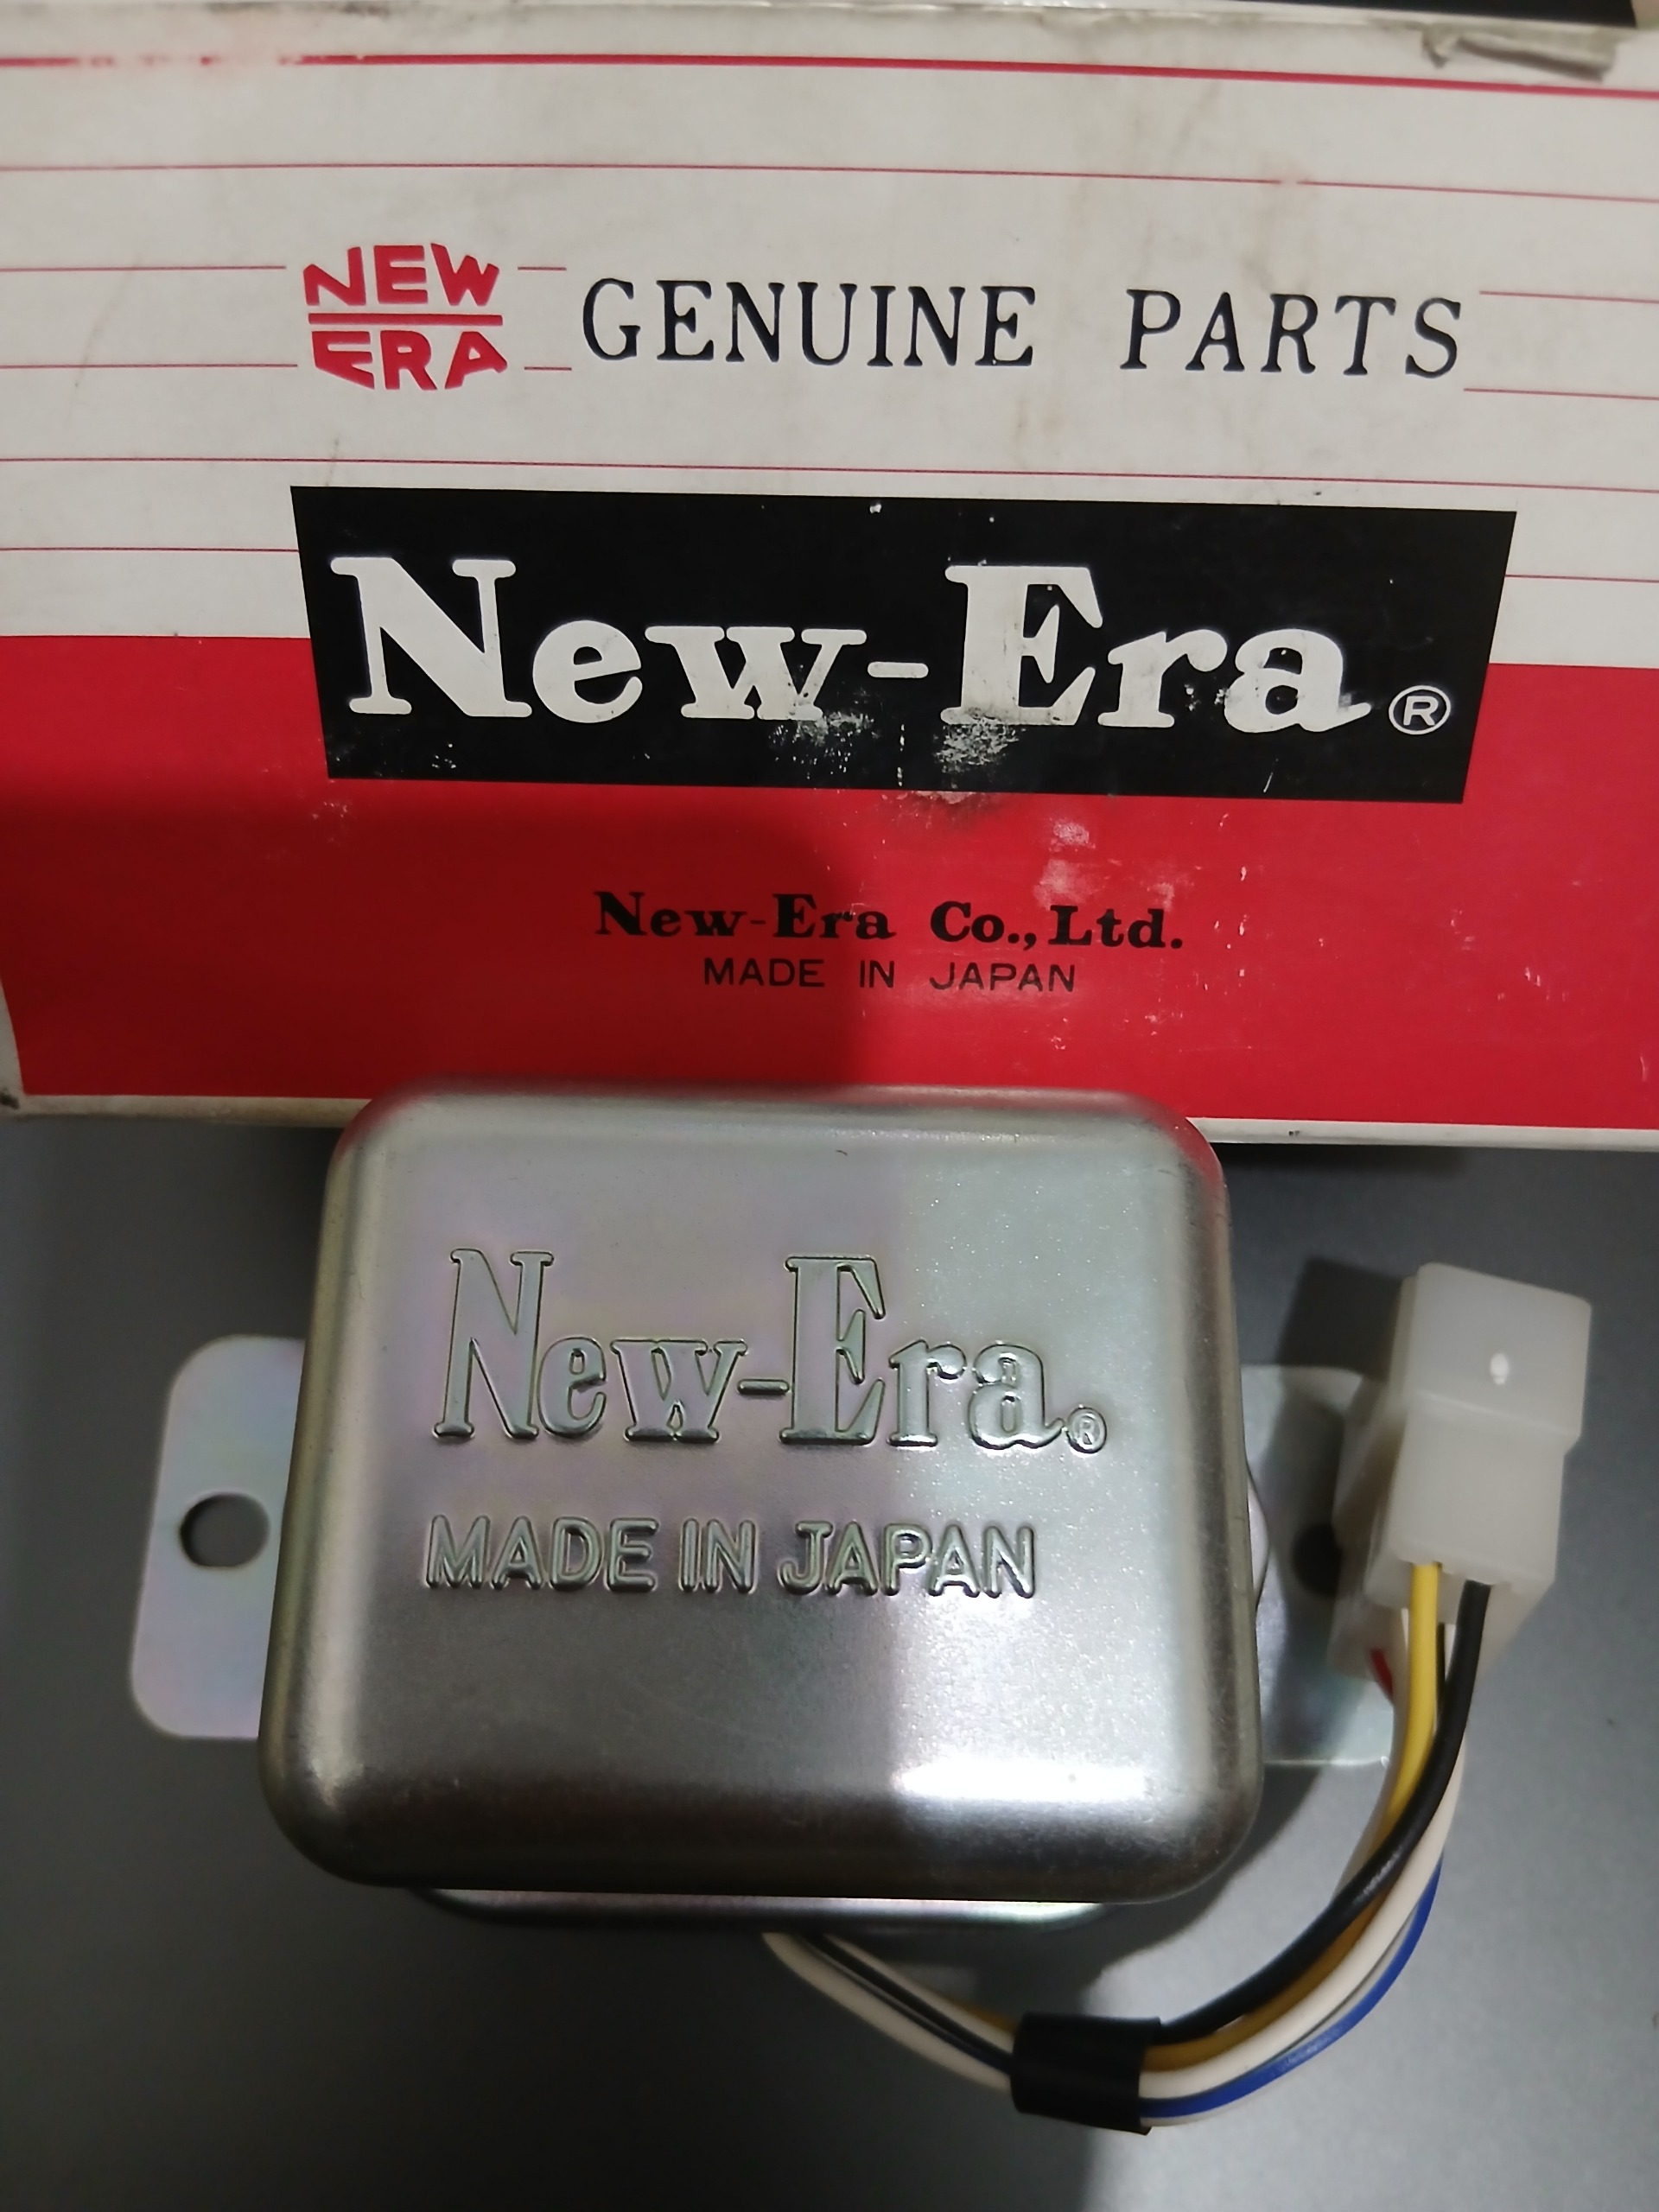 NEW
ERA
GENUINE PARTS
New-Era®
New-Era Co., Ltd.
MADE IN JAPAN
New-Era®
MADE IN JAPAN